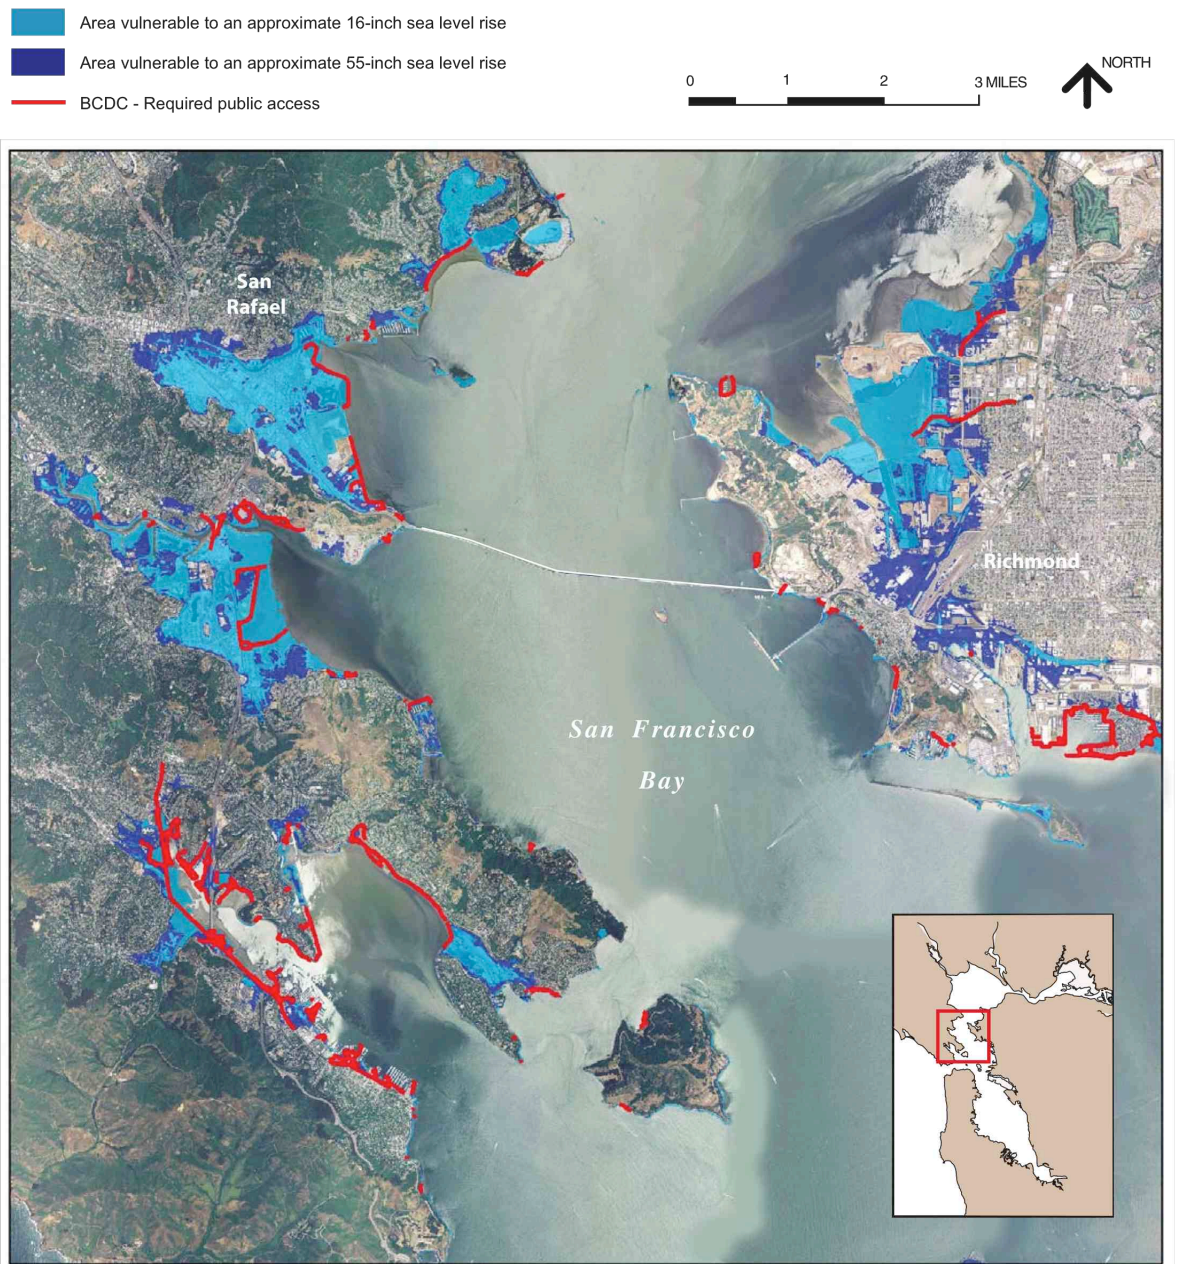 Area vulnerable to an approximate 16-inch sea level rise
Area vulnerable to an approximate 55-inch sea level rise
BCDC - Required public access
0 1 2 3 MILES
NORTH
San
Rafael
Richmond
San Francisco
Bay